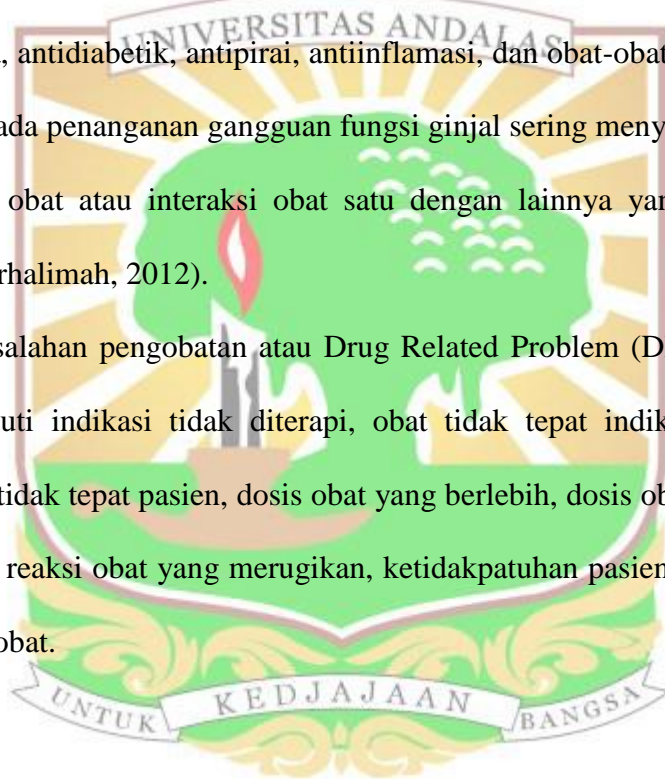 UNIVERSITAS ANDALAS
, antidiabetik, antipirai, antiinflamasi, dan obat-obat
ada penanganan gangguan fungsi ginjal sering meny
obat atau interaksi obat satu dengan lainnya yan
rhalimah, 2012).
salahan pengobatan atau Drug Related Problem (D
uti indikasi tidak diterapi, obat tidak tepat indik
tidak tepat pasien, dosis obat yang berlebih, dosis ob
reaksi obat yang merugikan, ketidakpatuhan pasien
obat.
UNTUK KEDJAJAAN BANGSA